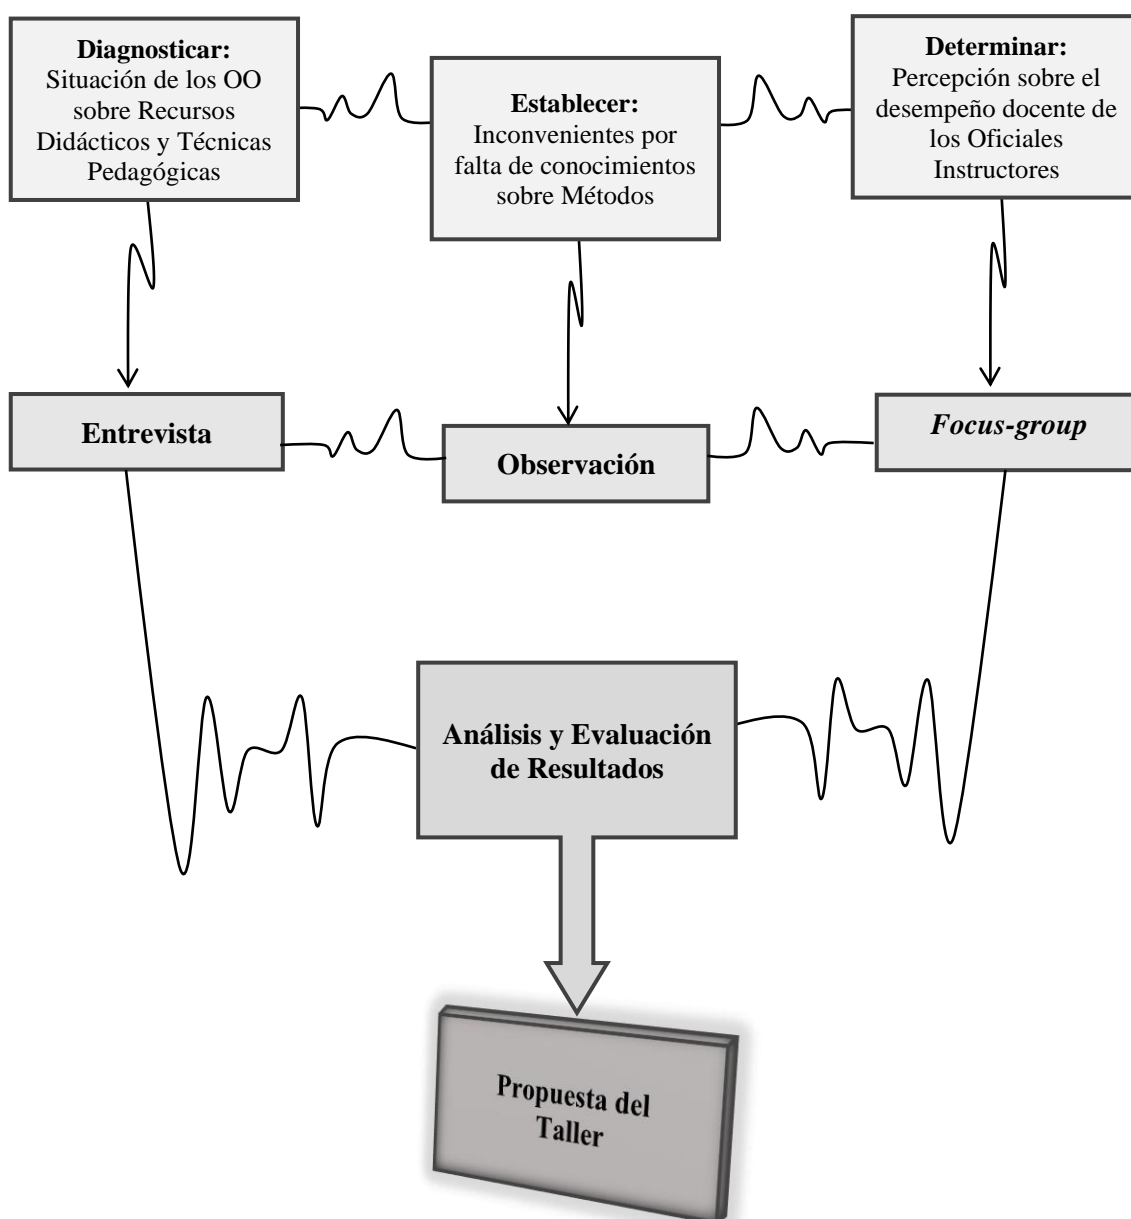 Diagnosticar:
Situación de los OO
sobre Recursos
Didácticos y Técnicas
Pedagógicas
Establecer:
Inconvenientes por
falta de conocimientos
sobre Métodos
Determinar:
Percepción sobre el
desempeño docente de
los Oficiales
Instructores
Entrevista
Observación
Focus-group
Análisis y Evaluación
de Resultados
Propuesta del
Taller